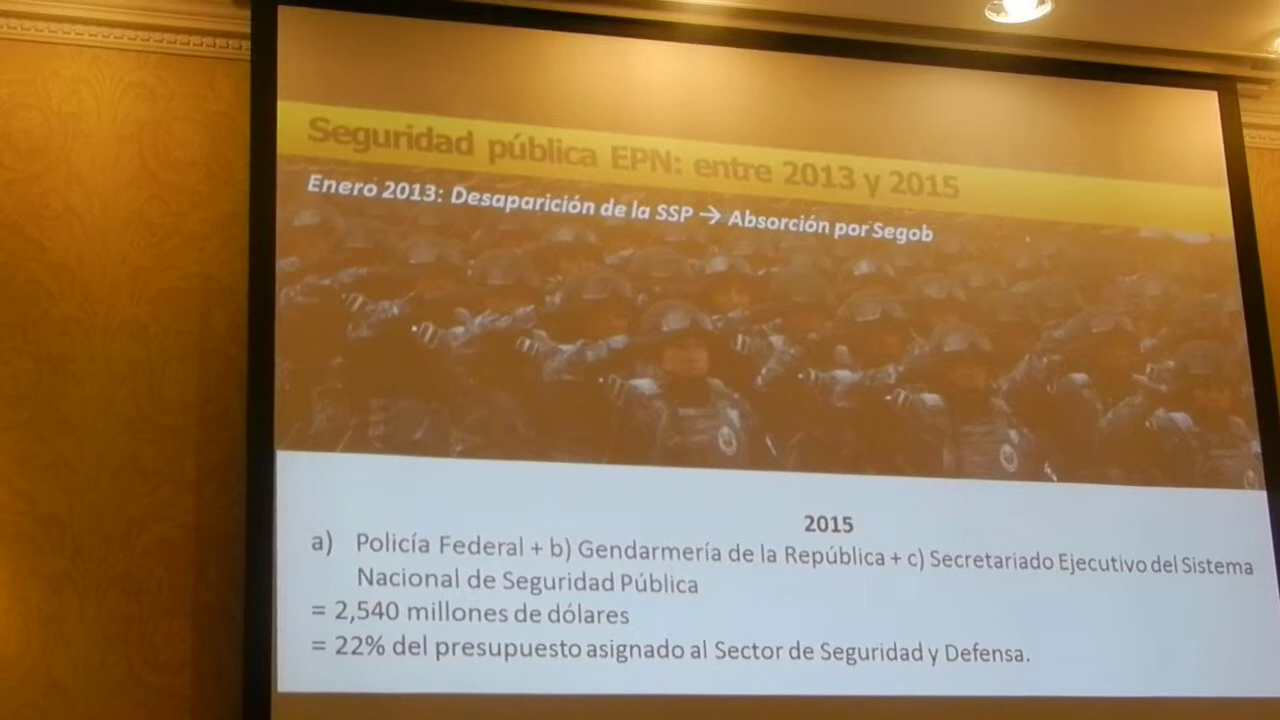 Seguridad pública EPN: entre 2013 y 2015
Enero 2013: Desaparición de la SSP → Absorción por Segob
2015
a) Policía Federal + b) Gendarmería de la República + c) Secretariado Ejecutivo del Sistema
Nacional de Seguridad Pública
= 2,540 millones de dólares
= 22% del presupuesto asignado al Sector de Seguridad y Defensa.